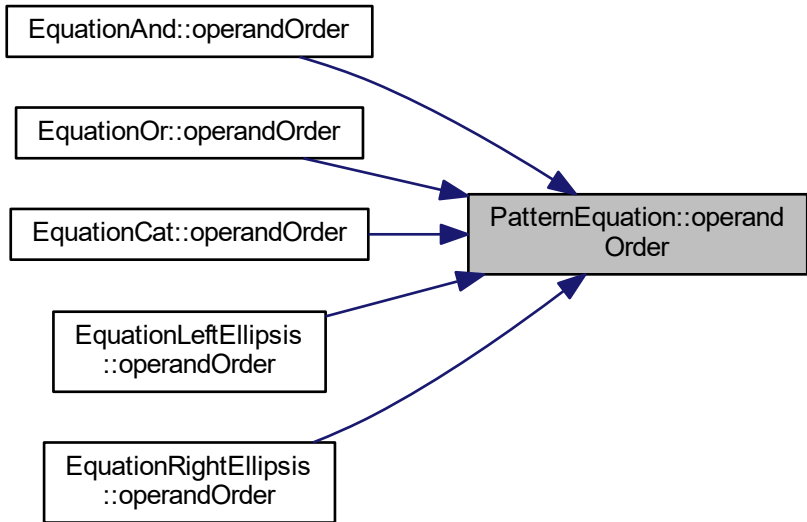 EquationAnd::operandOrder
EquationOr::operandOrder
EquationCat::operandOrder
EquationLeftEllipsis
::operandOrder
EquationRightEllipsis
::operandOrder
PatternEquation::operand
Order